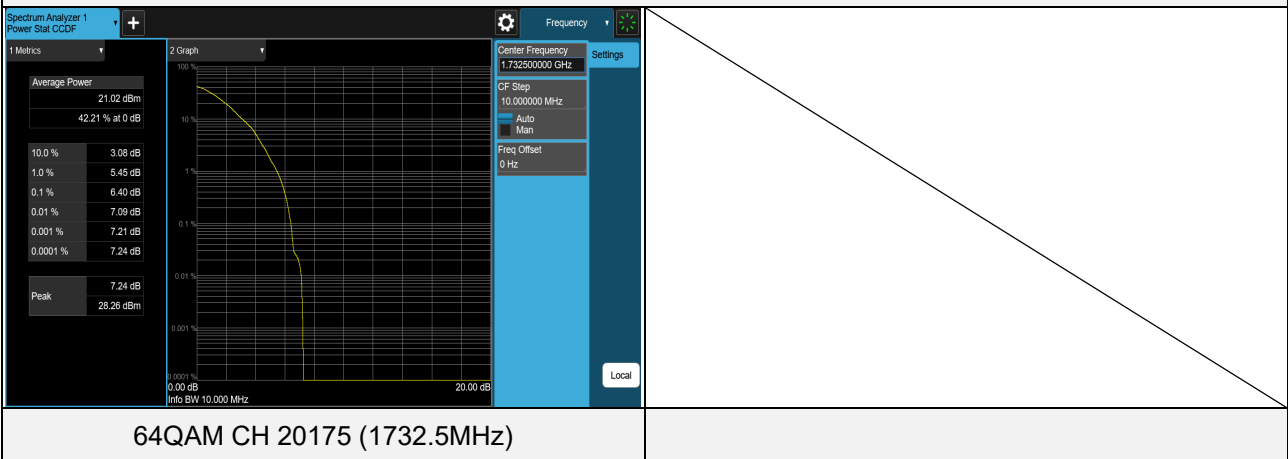 Spectrum Analyzer 1
Power Stat CCDF
Frequency
1 Metrics
2 Graph
Center Frequency
1.732500000 GHz
Settings
CF Step
10.000000 MHz
Auto
Man
Freq Offset
0 Hz
Average Power
21.02 dBm
42.21 % at 0 dB
10.0 % 3.08 dB
1.0 % 5.45 dB
0.1 % 6.40 dB
0.01 % 7.09 dB
0.001 % 7.21 dB
0.0001 % 7.24 dB
Peak
7.24 dB
28.26 dBm
100 %
10 %
1 %
0.1 %
0.01 %
0.001 %
0.0001 %
0.00 dB 20.00 dB
Info BW 10.000 MHz
Local
64QAM CH 20175 (1732.5MHz)